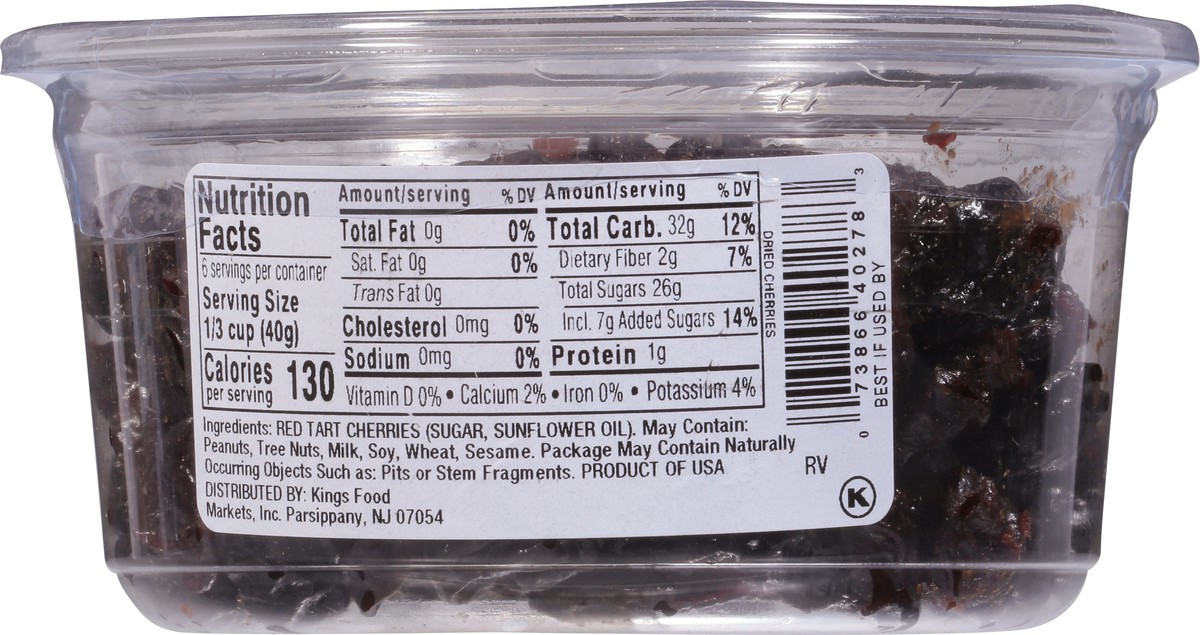 Nutrition
Facts
6 servings per container
Serving Size
1/3 cup (40g)
Calories 130
per serving
Amount/serving % DV
Total Fat 0g 0%
Sat. Fat 0g 0%
Trans Fat 0g
Cholesterol 0mg 0%
Sodium 0mg 0%
Amount/serving % DV
Total Carb. 32g 12%
Dietary Fiber 2g 7%
Total Sugars 26g
Incl. 7g Added Sugars 14%
Protein 1g
Vitamin D 0% • Calcium 2% • Iron 0% • Potassium 4%
Ingredients: RED TART CHERRIES (SUGAR, SUNFLOWER OIL). May Contain:
Peanuts, Tree Nuts, Milk, Soy, Wheat, Sesame. Package May Contain Naturally
Occurring Objects Such as: Pits or Stem Fragments. PRODUCT OF USA
DISTRIBUTED BY: Kings Food
Markets, Inc. Parsippany, NJ 07054
DRIED CHERRIES
0 73866 40278 3
BEST IF USED BY
RV
K